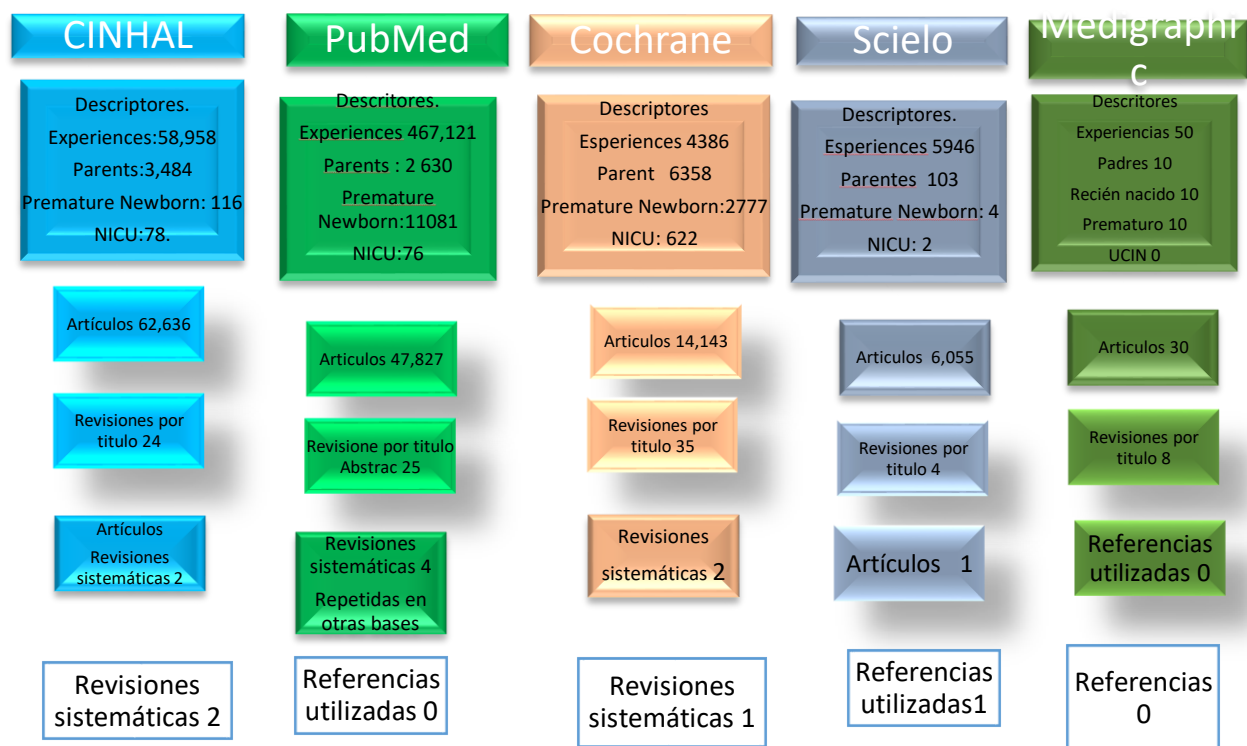 CINHAL
Descriptores.
Experiences:58,958
Parents:3,484
Premature Newborn: 116
NICU:78.
Artículos 62,636
Revisiones por
titulo 24
Artículos
Revisiones
sistemáticas 2
Revisiones
sistemáticas 2
PubMed
Descritores.
Experiences 467,121
Parents : 2 630
Premature
Newborn:11081
NICU:76
Articulos 47,827
Revisione por titulo
Abstrac 25
Revisiones
sistemáticas 4
Repetidas en
otras bases
Referencias
utilizadas 0
Cochrane
Descriptores
Esperiences 4386
Parent 6358
Premature Newborn:2777
NICU: 622
Articulos 14,143
Revisiones por
titulo 35
Revisiones
sistemáticas 2
Revisiones
sistemáticas 1
Scielo
Descriptores.
Esperiences 5946
Parentes 103
Premature Newborn: 4
NICU: 2
Articulos 6,055
Revisiones por
titulo 4
Artículos 1
Referencias
utilizadas1
Medigraphi
c
Descritores
Experiencias 50
Padres 10
Recién nacido 10
Prematuro 10
UCIN 0
Articulos 30
Revisiones por
titulo 8
Referencias
utilizadas 0
Referencias
0